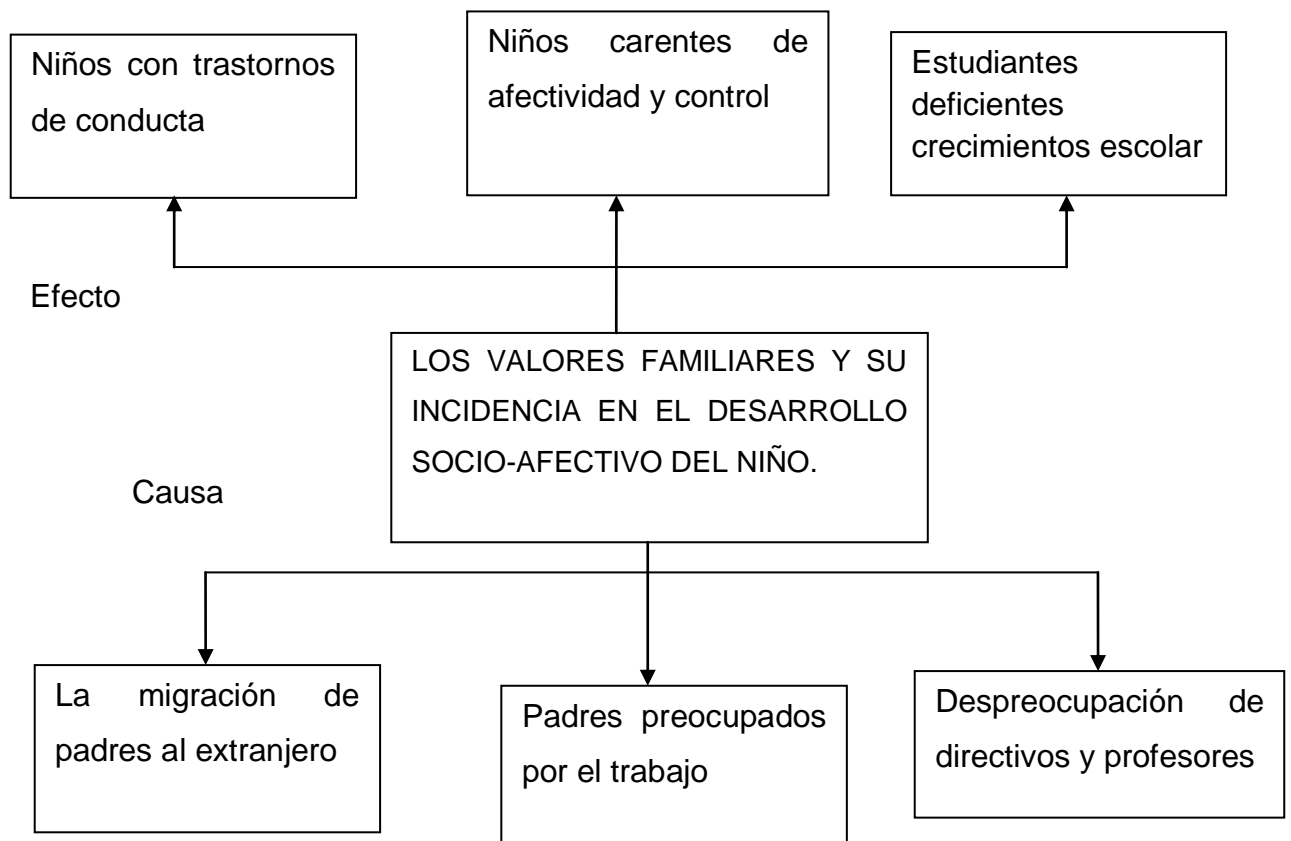 Niños con trastornos
de conducta
Niños carentes de
afectividad y control
Estudiantes
deficientes
crecimientos escolar
Efecto
LOS VALORES FAMILIARES Y SU
INCIDENCIA EN EL DESARROLLO
SOCIO-AFECTIVO DEL NIÑO.
Causa
La migración de
padres al extranjero
Padres preocupados
por el trabajo
Despreocupación de
directivos y profesores